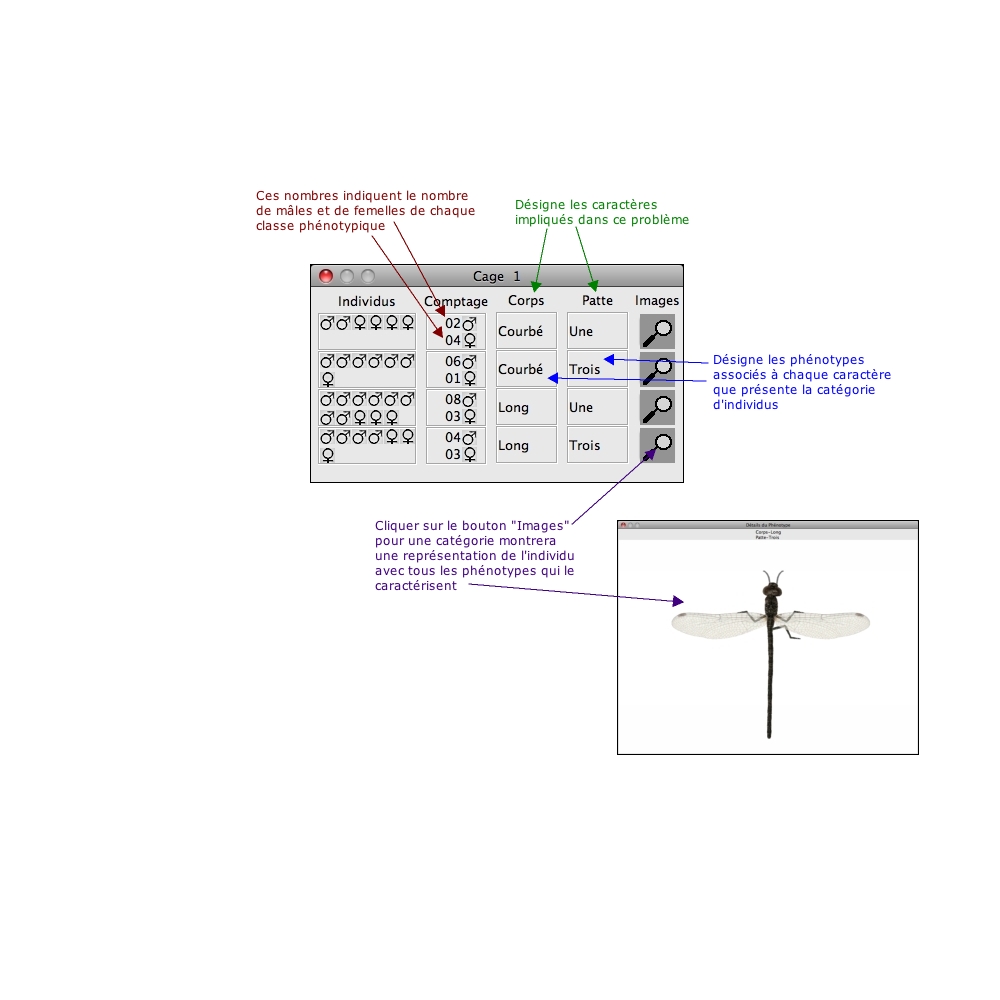 Ces nombres indiquent le nombre
de mâles et de femelles de chaque
classe phénotypique
Désigne les caractères
impliqués dans ce problème
Cage 1
Individus Comptage Corps Patte Images
02♂ Courbé Une
04♀
06♂ Courbé Trois
01♀
08♂ Long Une
03♀
04♂ Long Trois
03♀
Désigne les phénotypes
associés à chaque caractère
que présente la catégorie
d'individus
Cliquer sur le bouton "Images"
pour une catégorie montrera
une représentation de l'individu
avec tous les phénotypes qui le
caractérisent
Détails du Phénotype
Corps-Long
Patte-Trois